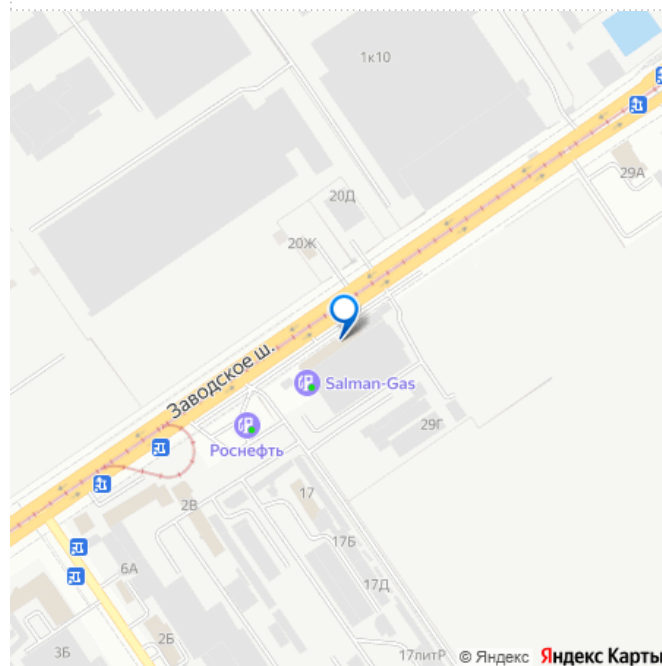 1к10
29А
20Д
20Ж
Заводское ш.
Salman-Gas
Роснефть
29Г
17
2В
17Б
6А
17Д
2Б
3Б
17литР
© Яндекс Яндекс Карты